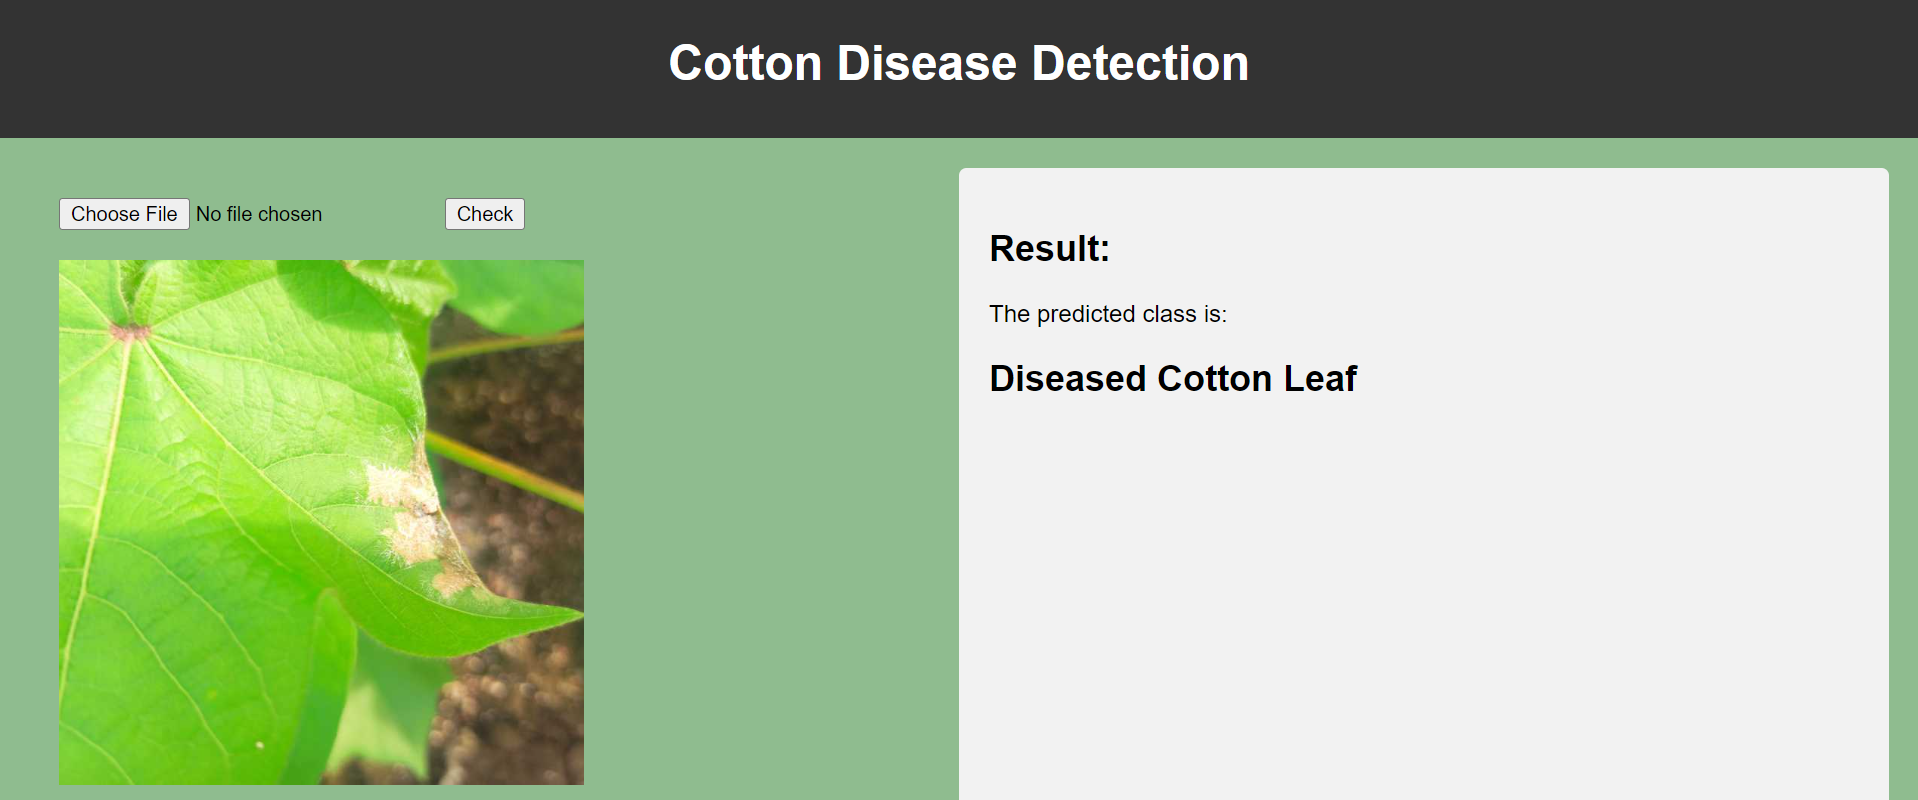 Cotton Disease Detection
Choose File No file chosen Check
Result:
The predicted class is:
Diseased Cotton Leaf